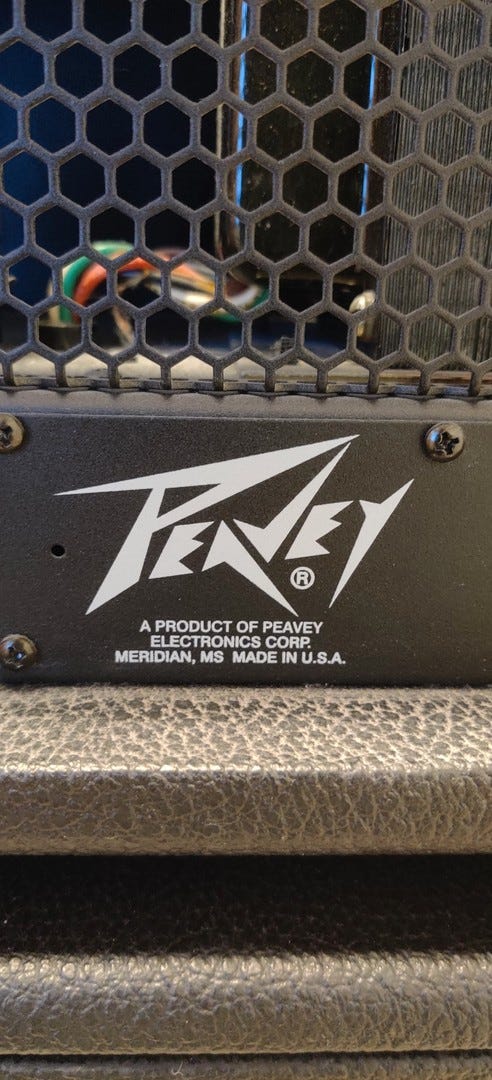 PEAVEY
®
A PRODUCT OF PEAVEY
ELECTRONICS CORP.
MERIDIAN, MS MADE IN U.S.A.